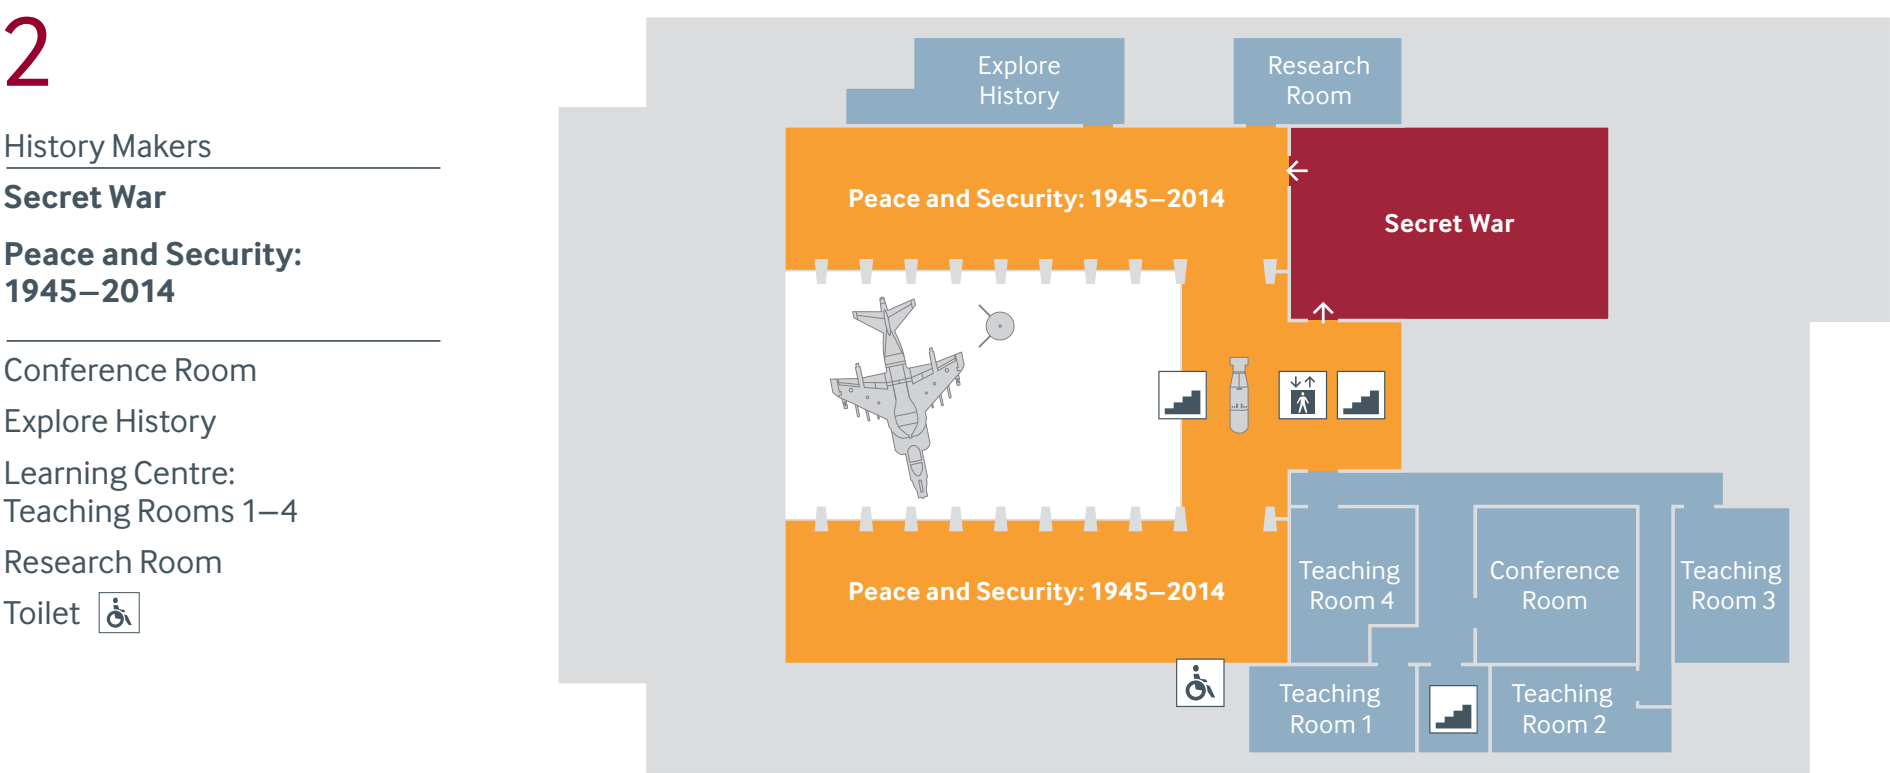 2
History Makers
Secret War
Peace and Security:
1945–2014
Conference Room
Explore History
Learning Centre:
Teaching Rooms 1–4
Research Room
Toilet
Explore
History
Research
Room
Peace and Security: 1945–2014
Secret War
Peace and Security: 1945–2014
Teaching
Room 4
Conference
Room
Teaching
Room 3
Teaching
Room 1
Teaching
Room 2